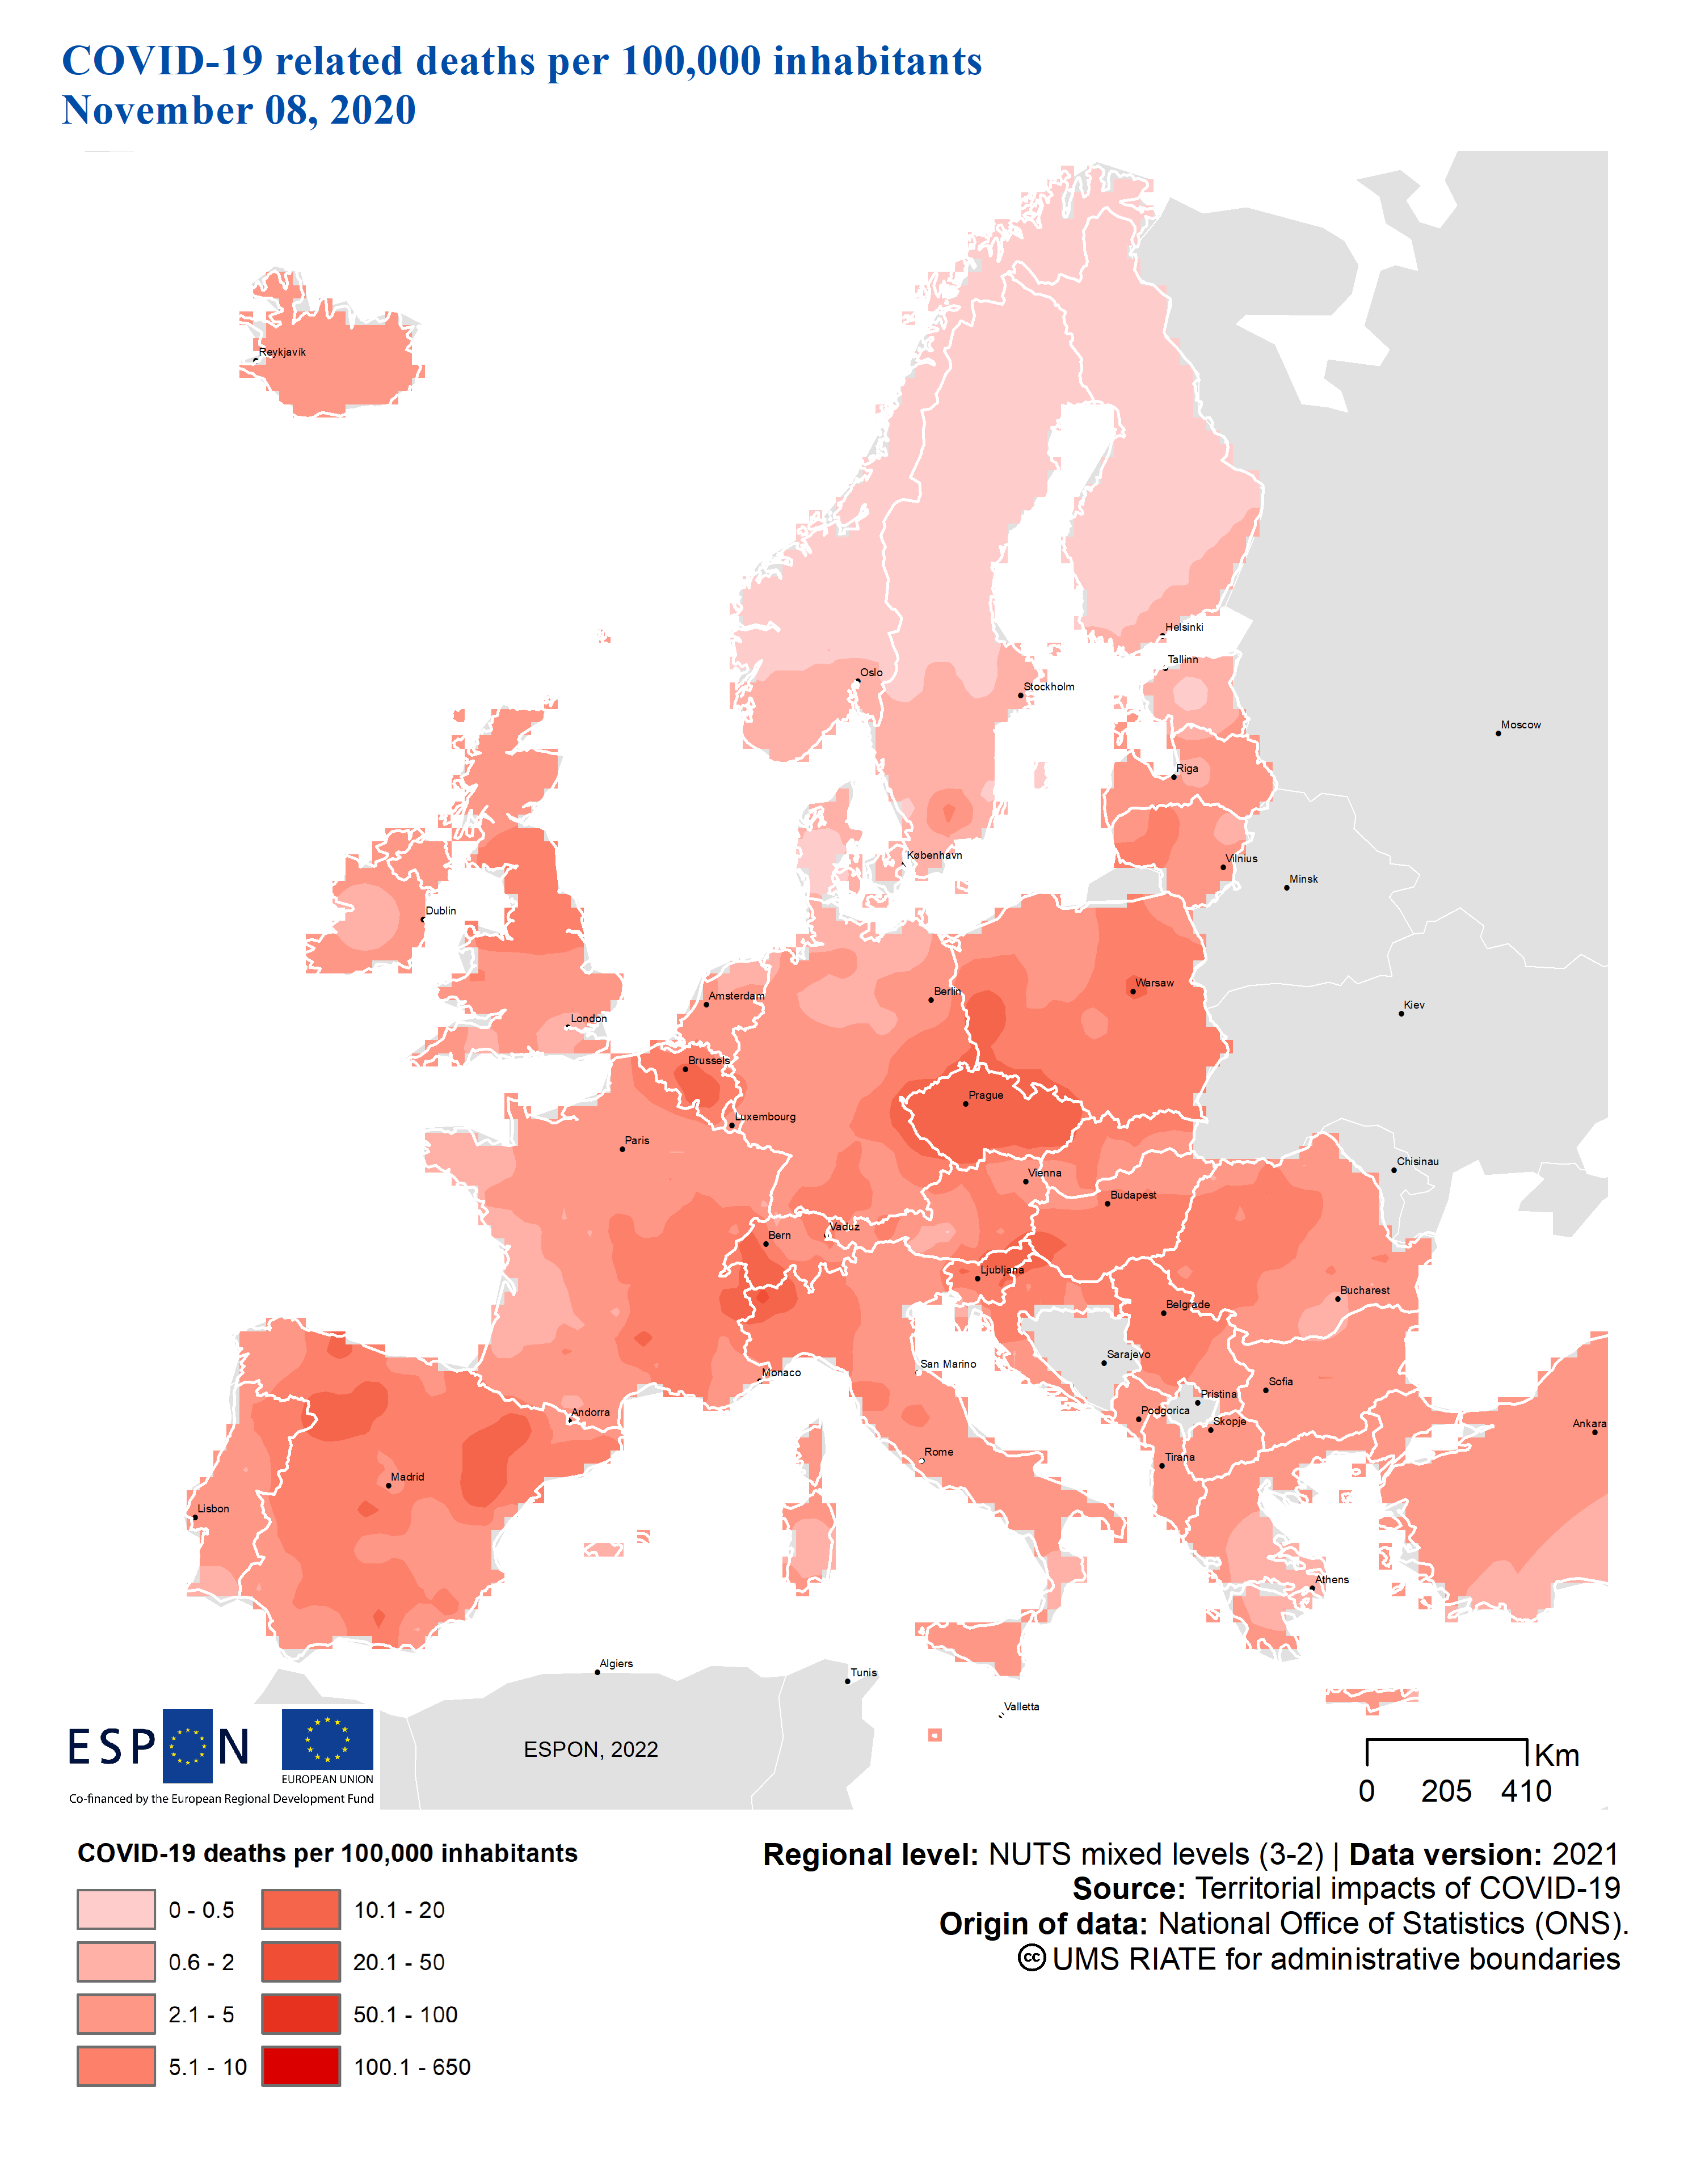 COVID-19 related deaths per 100,000 inhabitants
November 08, 2020
Reykjavík
Helsinki
Tallinn
Oslo
Stockholm
Moscow
Riga
København
Vilnius
Minsk
Dublin
Warsaw
Berlin
Amsterdam
Kiev
London
Brussels
Prague
Luxembourg
Paris
Chisinau
Vienna
Budapest
Vaduz
Bern
Ljubljana
Bucharest
Belgrade
Sarajevo
San Marino
Monaco
Sofia
Pristina
Andorra
Podgorica
Skopje
Ankara
Rome
Tirana
Madrid
Lisbon
Athens
Algiers
Tunis
Valletta
ESPON
EUROPEAN UNION
Co-financed by the European Regional Development Fund
ESPON, 2022
Km
0 205 410
COVID-19 deaths per 100,000 inhabitants
0 - 0.5
0.6 - 2
2.1 - 5
5.1 - 10
10.1 - 20
20.1 - 50
50.1 - 100
100.1 - 650
Regional level: NUTS mixed levels (3-2) | Data version: 2021
Source: Territorial impacts of COVID-19
Origin of data: National Office of Statistics (ONS).
cc UMS RIATE for administrative boundaries